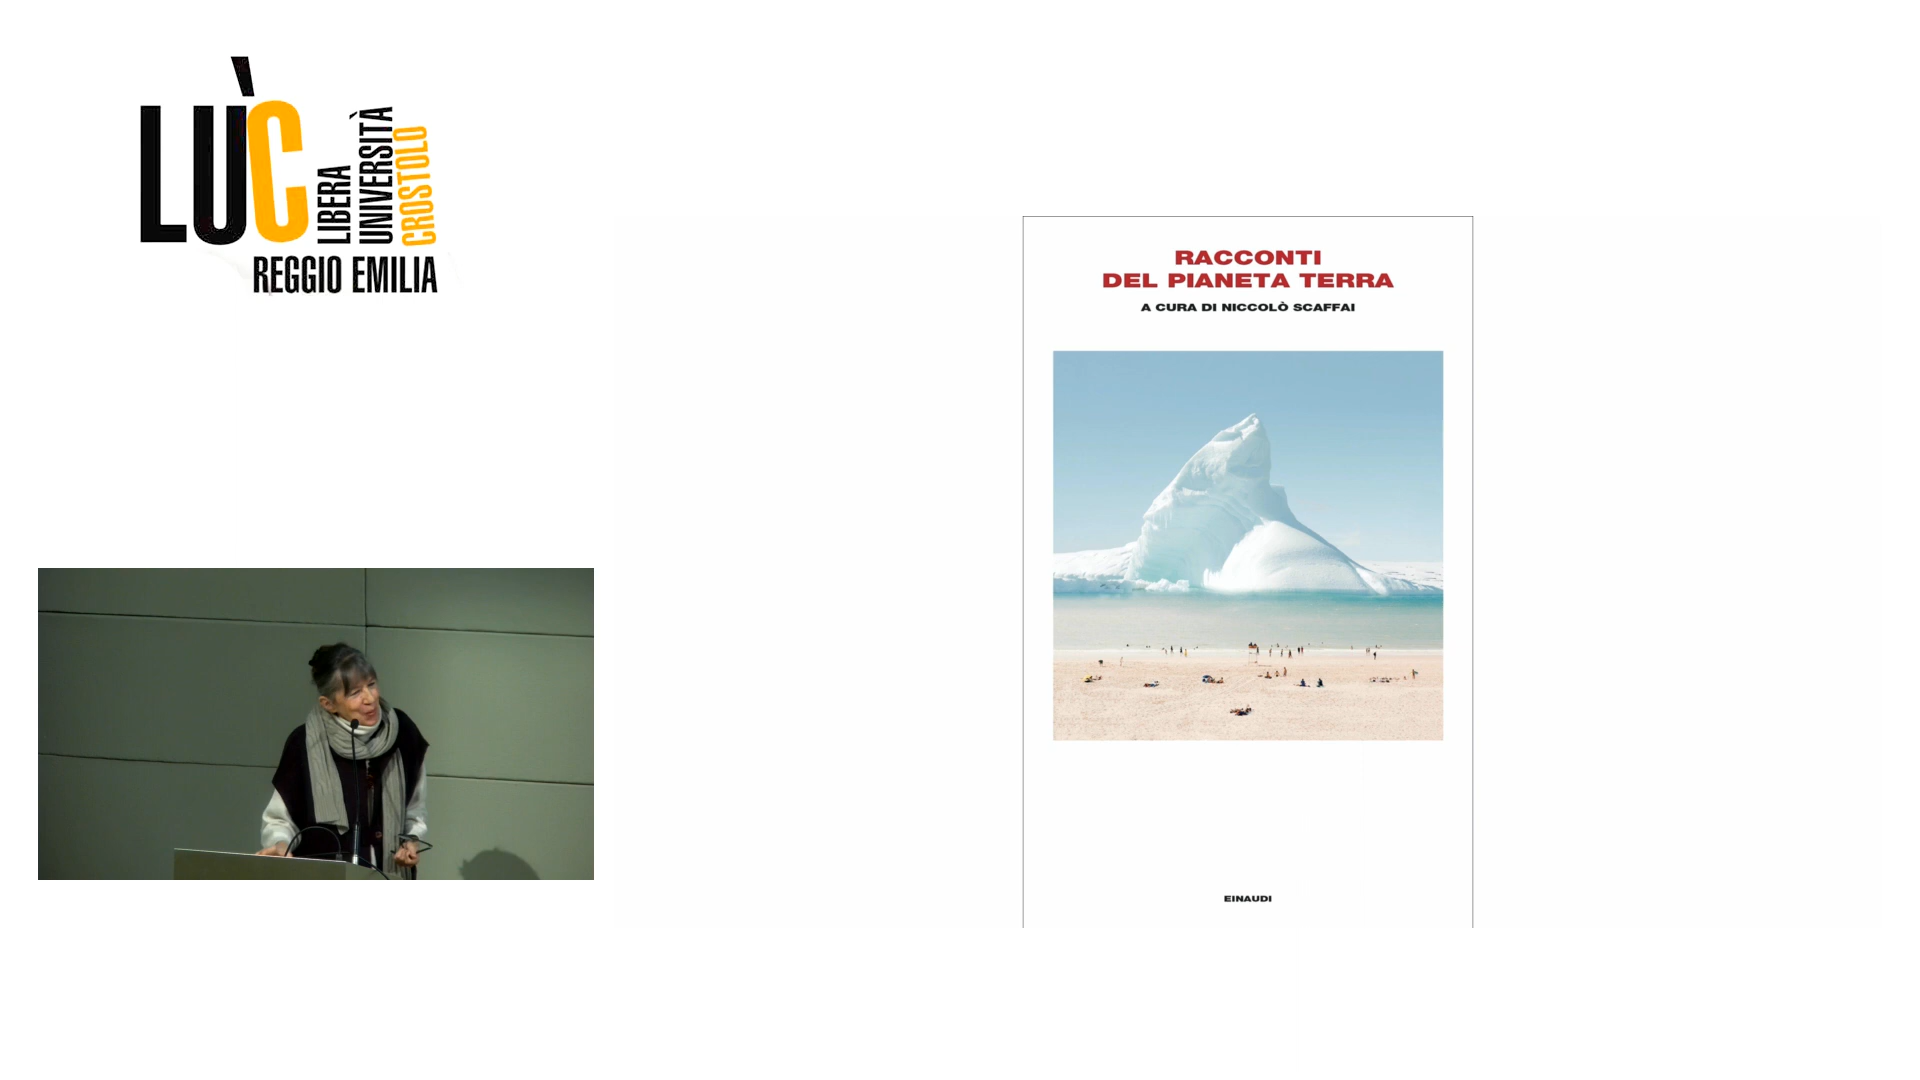 LÙC
LIBERA
UNIVERSITÀ
CROSTOLO
REGGIO EMILIA
RACCONTI
DEL PIANETA TERRA
A CURA DI NICCOLÒ SCAFFAI
EINAUDI